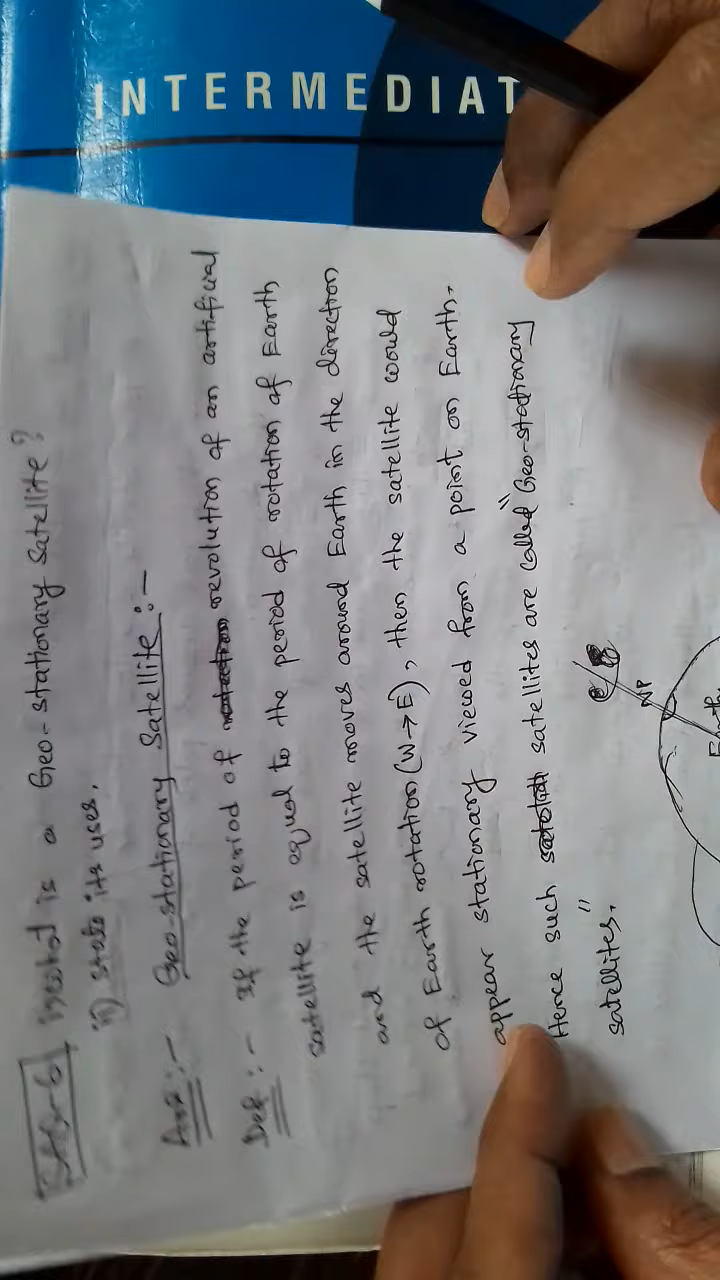 INTERMEDIAT
SAQ-6 i) what is a Geo-stationary satellite?
ii) state its uses.
Ans:- Geo-stationary satellite:-
Def:- If the period of revolution of an artificial
satellite is equal to the period of rotation of Earth
and the satellite moves around Earth in the direction
of Earth rotation (W→E), then the satellite would
appear stationary viewed from a point on Earth.
Hence such satellites are called "Geo-stationary
satellites."
NP
Earth